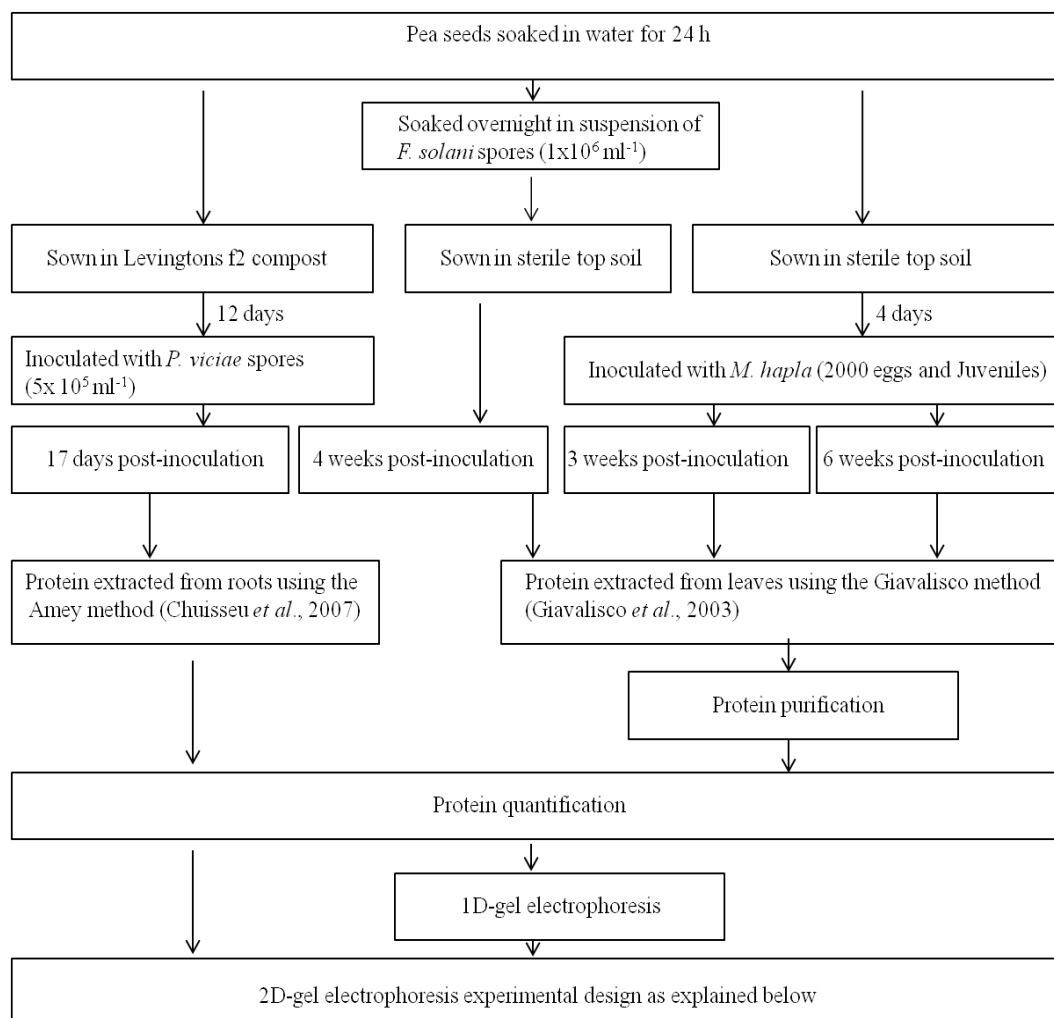 Pea seeds soaked in water for 24 h
Soaked overnight in suspension of
F. solani spores (1x10⁶ ml⁻¹)
Sown in Levingtons f2 compost
Sown in sterile top soil
Sown in sterile top soil
12 days
4 days
Inoculated with P. viciae spores
(5x 10⁵ ml⁻¹)
Inoculated with M. hapla (2000 eggs and Juveniles)
17 days post-inoculation
4 weeks post-inoculation
3 weeks post-inoculation
6 weeks post-inoculation
Protein extracted from roots using the
Amey method (Chuisseu et al., 2007)
Protein extracted from leaves using the Giavalisco method
(Giavalisco et al., 2003)
Protein purification
Protein quantification
1D-gel electrophoresis
2D-gel electrophoresis experimental design as explained below